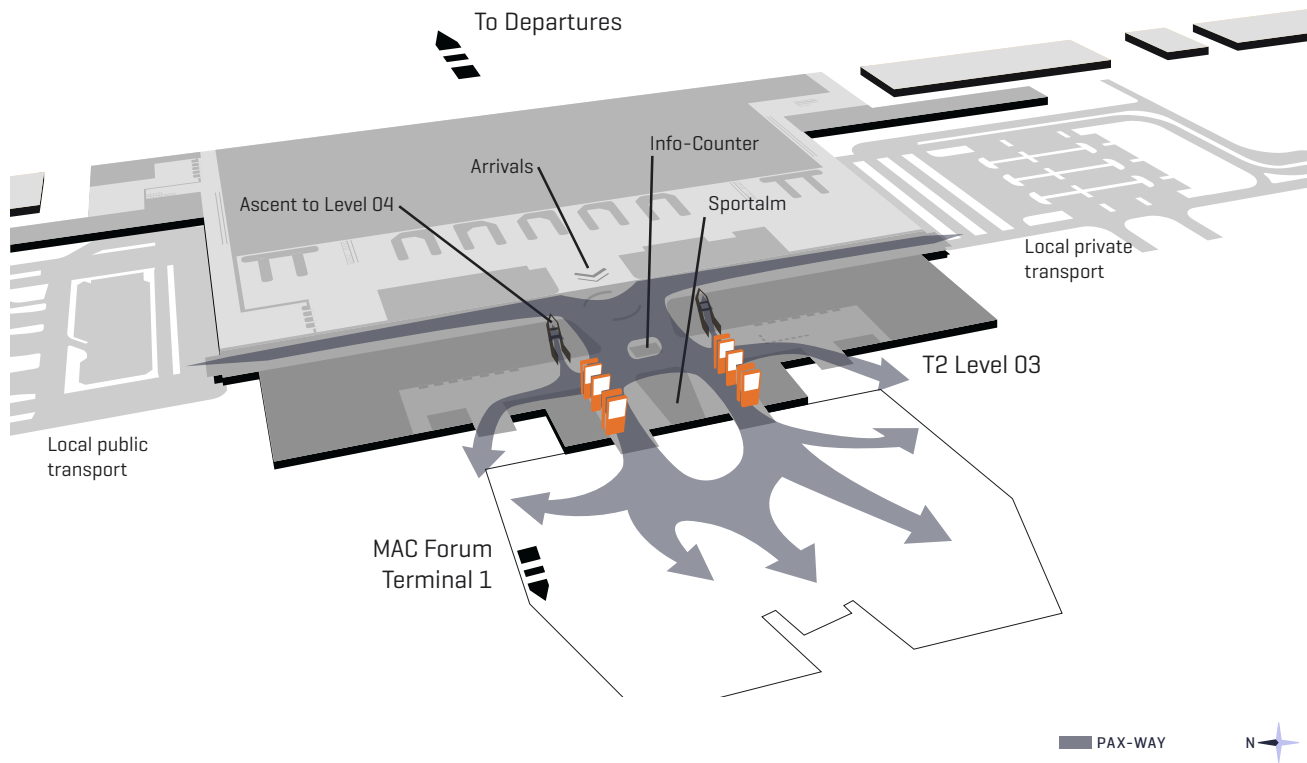 To Departures
Info-Counter
Arrivals
Ascent to Level 04
Sportalm
Local private
transport
T2 Level 03
Local public
transport
MAC Forum
Terminal 1
PAX-WAY
N